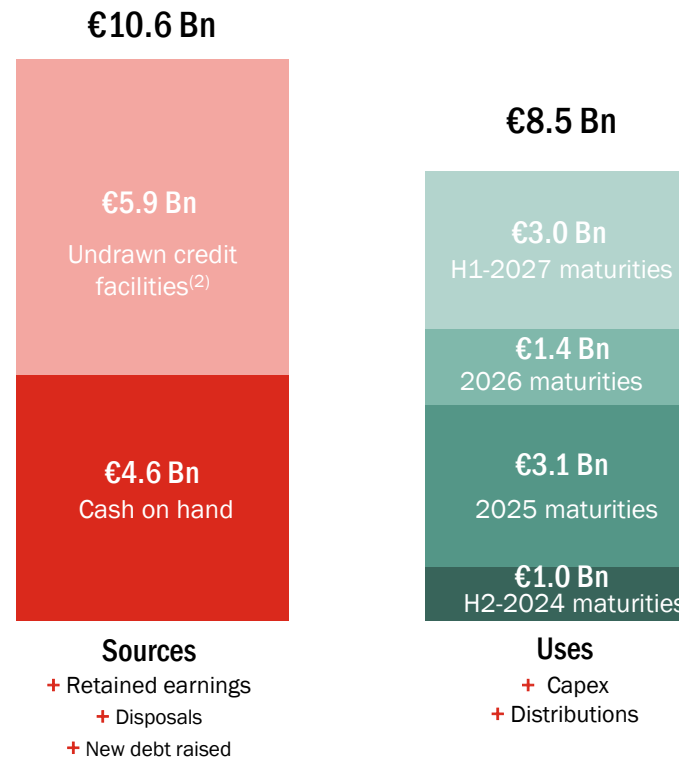 €10.6 Bn
€5.9 Bn
Undrawn credit
facilities(2)
€4.6 Bn
Cash on hand
Sources
+ Retained earnings
+ Disposals
+ New debt raised
€8.5 Bn
€3.0 Bn
H1-2027 maturities
€1.4 Bn
2026 maturities
€3.1 Bn
2025 maturities
€1.0 Bn
H2-2024 maturities
Uses
+ Capex
+ Distributions